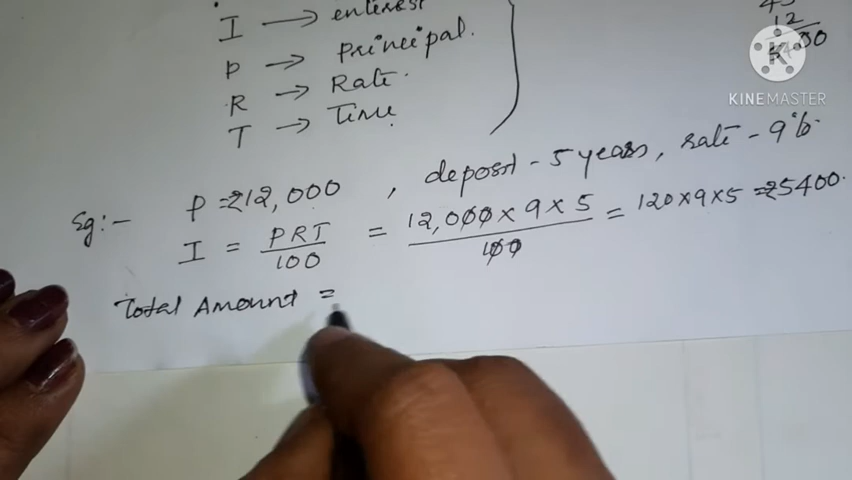 I → enterest
P → Principal.
R → Rate.
T → Time
12
KINEMASTER
Eg:- P = ₹12,000 , deposit - 5 years, rate - 9%.
I = PRT/100 = 12,000 × 9 × 5/100 = 120×9×5 = ₹5400.
Total Amount =